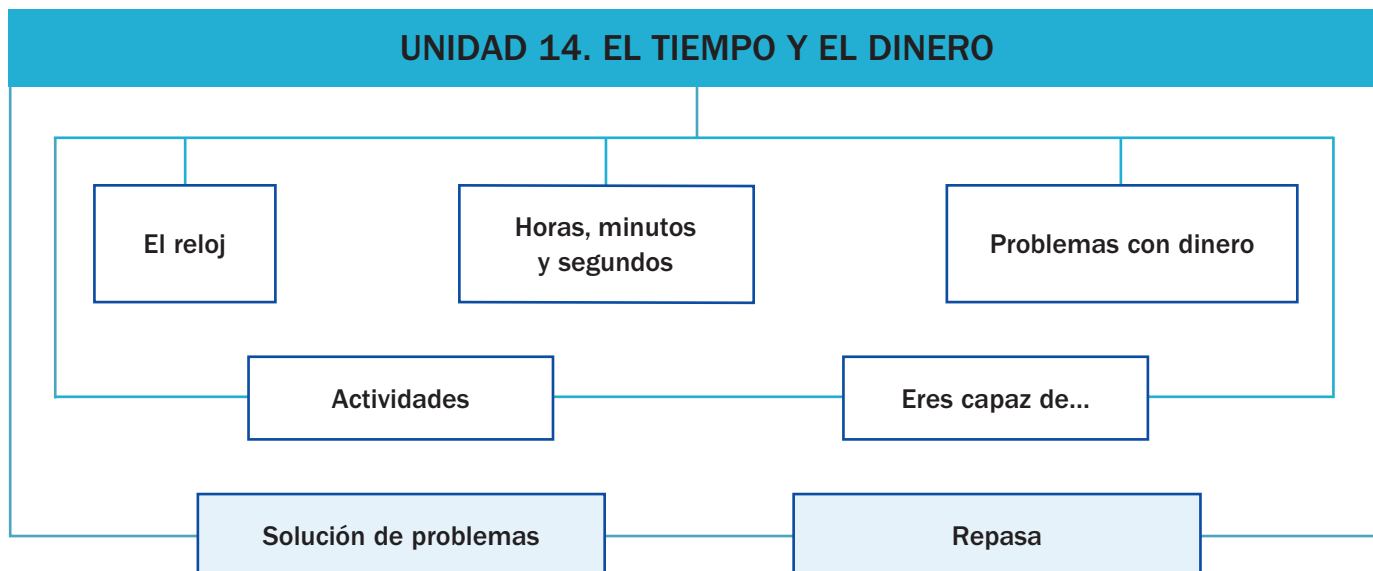 UNIDAD 14. EL TIEMPO Y EL DINERO
El reloj
Horas, minutos
y segundos
Problemas con dinero
Actividades
Eres capaz de...
Solución de problemas
Repasa